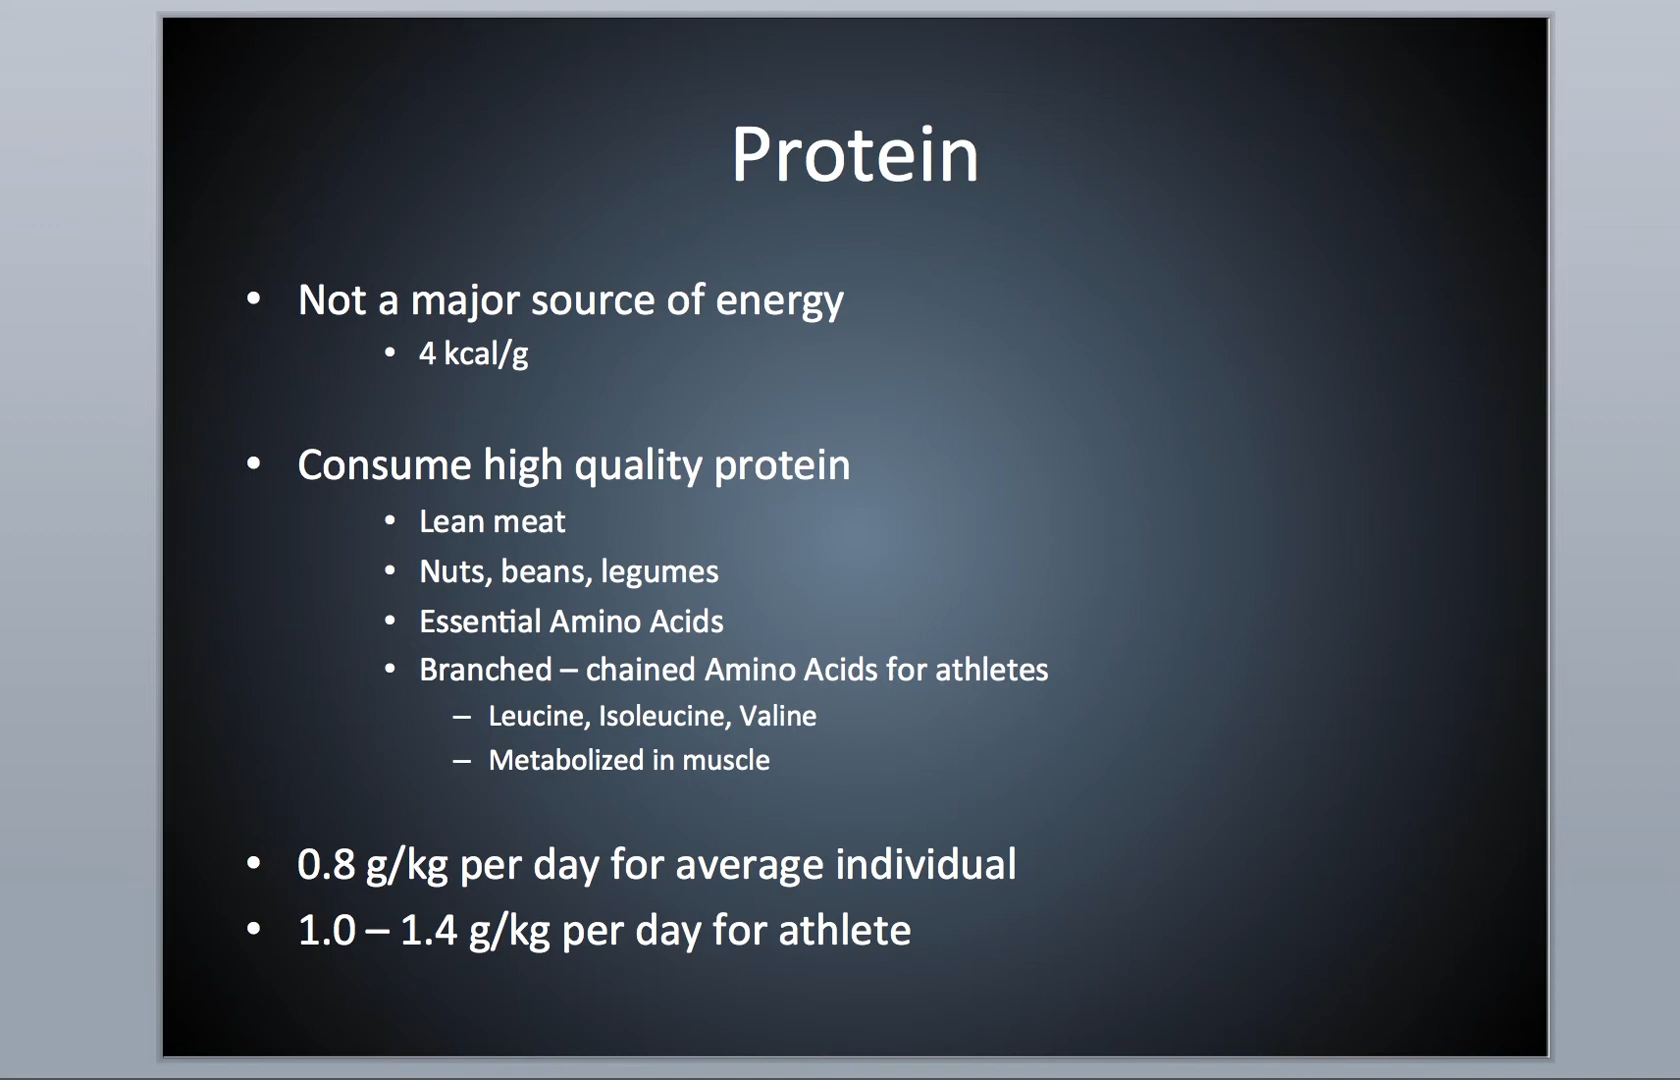 Protein
• Not a major source of energy
• 4 kcal/g
• Consume high quality protein
• Lean meat
• Nuts, beans, legumes
• Essential Amino Acids
• Branched – chained Amino Acids for athletes
– Leucine, Isoleucine, Valine
– Metabolized in muscle
• 0.8 g/kg per day for average individual
• 1.0 – 1.4 g/kg per day for athlete